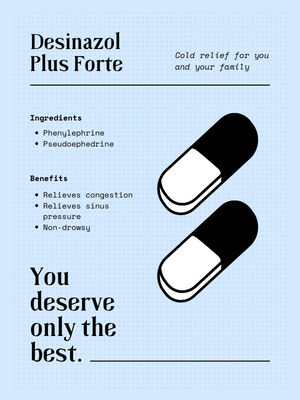 Desinazol
Plus Forte
Cold relief for you
and your family
Ingredients
• Phenylephrine
• Pseudoephedrine
Benefits
• Relieves congestion
• Relieves sinus
pressure
• Non-drowsy
You
deserve
only the
best.